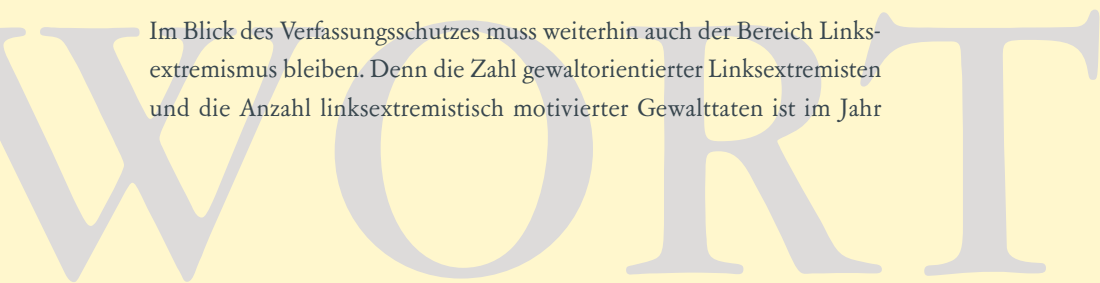 Im Blick des Verfassungsschutzes muss weiterhin auch der Bereich Links-
extremismus bleiben. Denn die Zahl gewaltorientierter Linksextremisten
und die Anzahl linksextremistisch motivierter Gewalttaten ist im Jahr
WORT